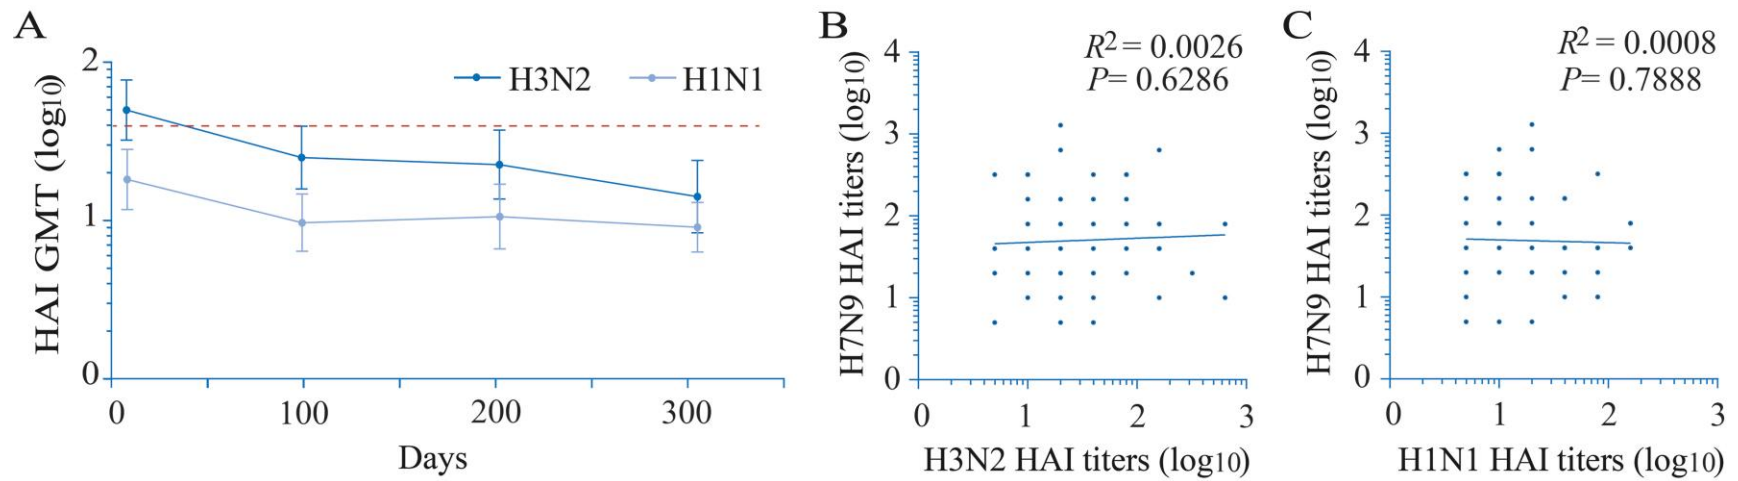 A
HAI GMT (log10)
2
1
0
H3N2
H1N1
0 100 200 300
Days
B
H7N9 HAI titers (log10)
4
3
2
1
0
R2 = 0.0026
P= 0.6286
0 1 2 3
H3N2 HAI titers (log10)
C
H7N9 HAI titers (log10)
4
3
2
1
0
R2 = 0.0008
P= 0.7888
0 1 2 3
H1N1 HAI titers (log10)